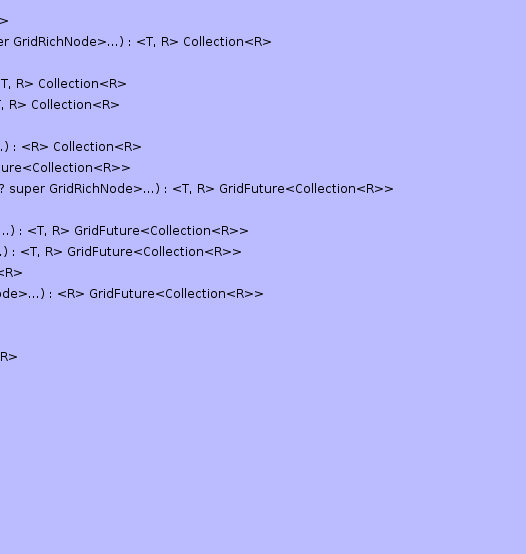 >
er GridRichNode>...) : <T, R> Collection<R>
T, R> Collection<R>
, R> Collection<R>
.) : <R> Collection<R>
ure<Collection<R>>
? super GridRichNode>...) : <T, R> GridFuture<Collection<R>>
...) : <T, R> GridFuture<Collection<R>>
.) : <T, R> GridFuture<Collection<R>>
<R>
ode>...) : <R> GridFuture<Collection<R>>
R>